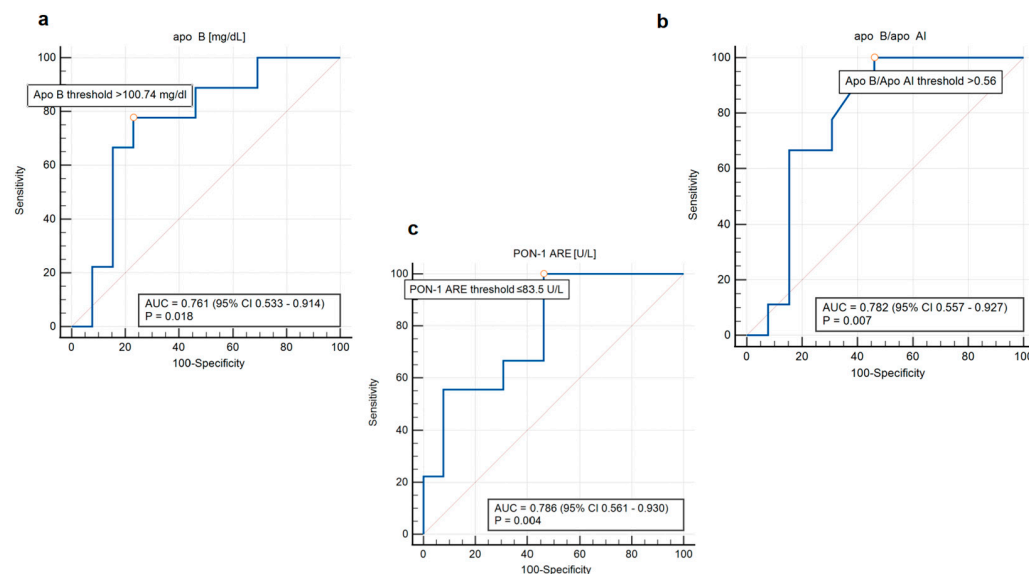 a
apo B [mg/dL]
100
80
60
40
20
0
Sensitivity
Apo B threshold >100.74 mg/dl
AUC = 0.761 (95% CI 0.533 - 0.914)
P = 0.018
0 20 40 60 80 100
100-Specificity
b
apo B/apo AI
100
80
60
40
20
0
Sensitivity
Apo B/Apo AI threshold >0.56
AUC = 0.782 (95% CI 0.557 - 0.927)
P = 0.007
0 20 40 60 80 100
100-Specificity
c
PON-1 ARE [U/L]
100
80
60
40
20
0
Sensitivity
PON-1 ARE threshold ≤83.5 U/L
AUC = 0.786 (95% CI 0.561 - 0.930)
P = 0.004
0 20 40 60 80 100
100-Specificity